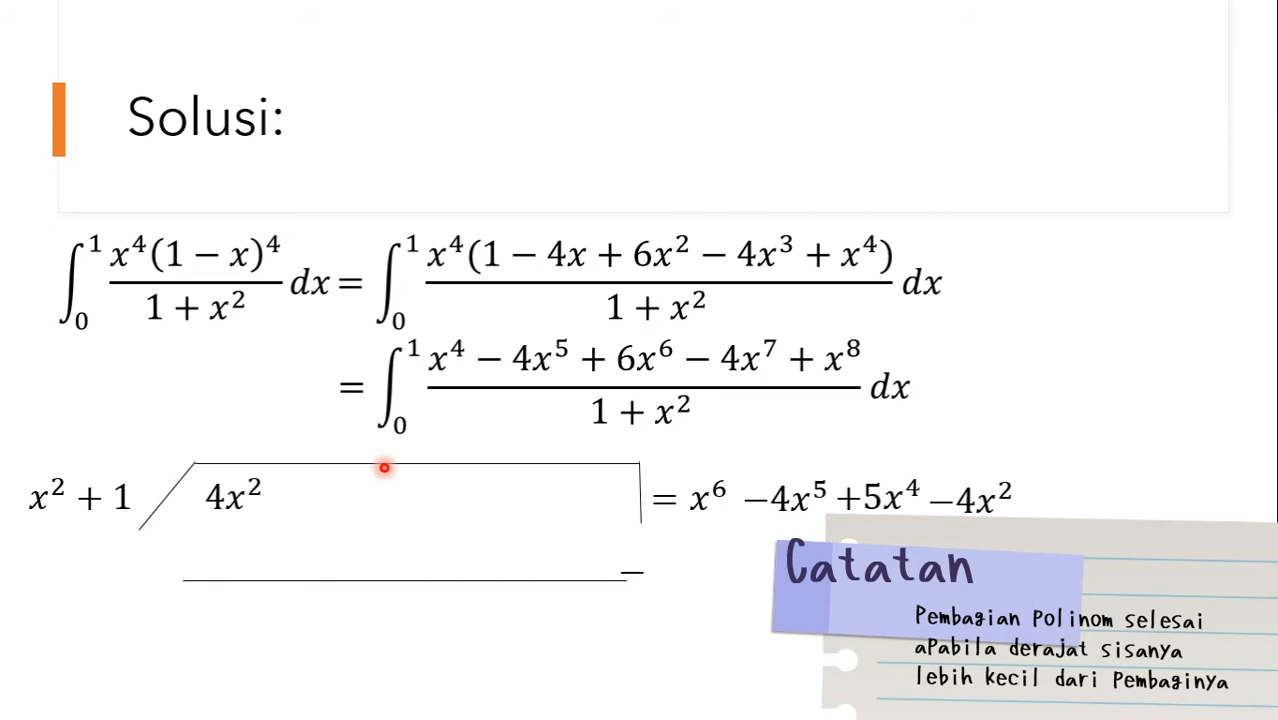 Solusi:
∫₀¹ x⁴(1 − x)⁴ / 1 + x² dx = ∫₀¹ x⁴(1 − 4x + 6x² − 4x³ + x⁴) / 1 + x² dx
= ∫₀¹ x⁴ − 4x⁵ + 6x⁶ − 4x⁷ + x⁸ / 1 + x² dx
x² + 1 4x² = x⁶ −4x⁵ +5x⁴ −4x²
−
Catatan
Pembagian Polinom selesai
apabila derajat sisanya
lebih kecil dari Pembaginya